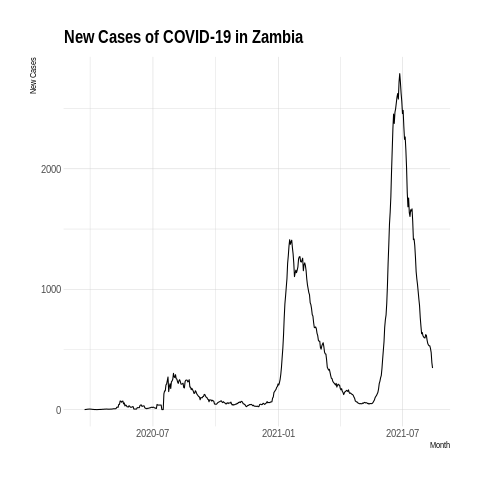 New Cases of COVID-19 in Zambia
New Cases
2000
1000
0
2020-07 2021-01 2021-07
Month